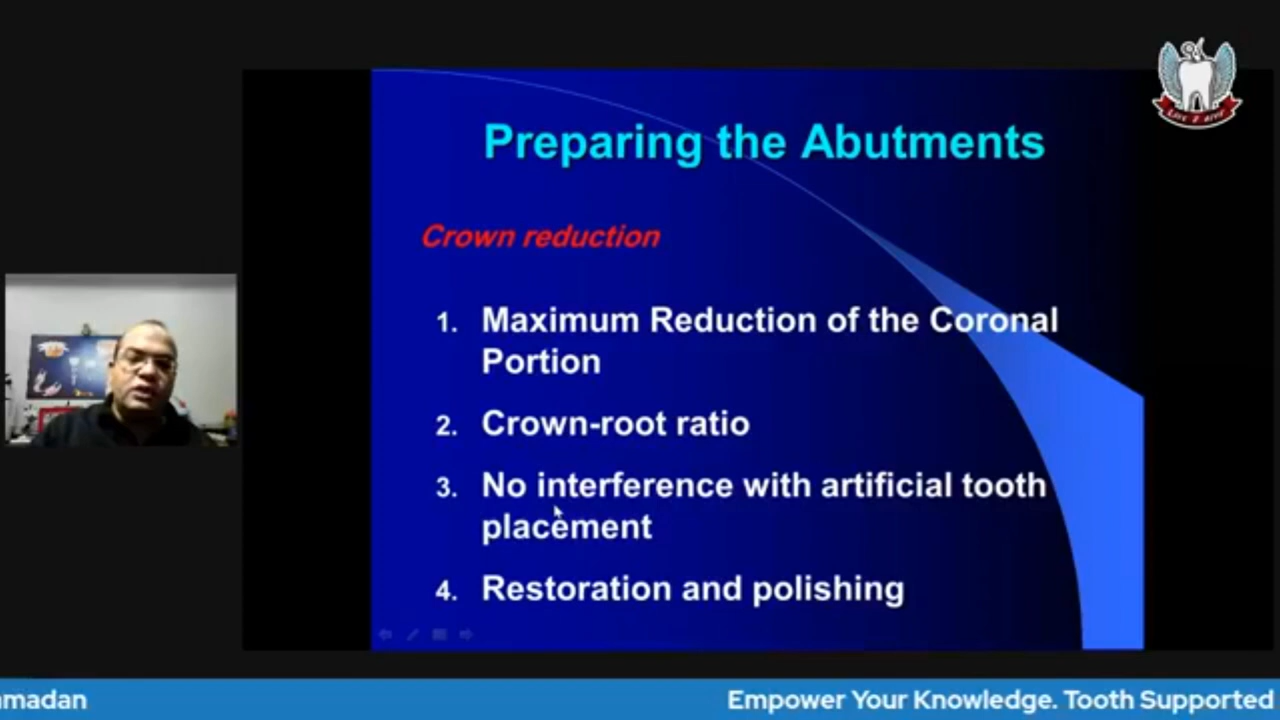 Preparing the Abutments
Crown reduction
1. Maximum Reduction of the Coronal
Portion
2. Crown-root ratio
3. No interference with artificial tooth
placement
4. Restoration and polishing
amadan
Empower Your Knowledge. Tooth Supported